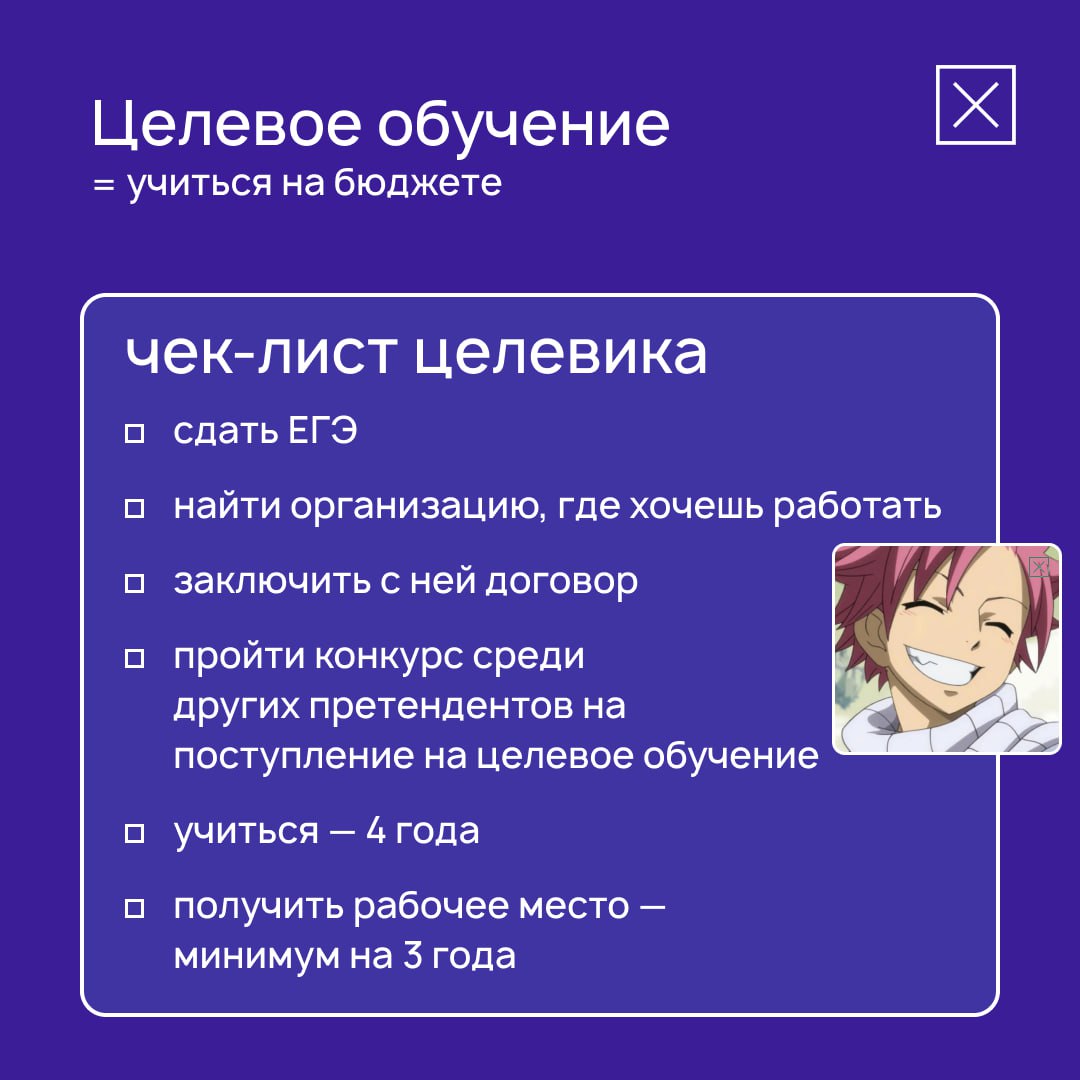 Целевое обучение
= учиться на бюджете
чек-лист целевика
сдать ЕГЭ
найти организацию, где хочешь работать
заключить с ней договор
пройти конкурс среди
других претендентов на
поступление на целевое обучение
учиться — 4 года
получить рабочее место —
минимум на 3 года